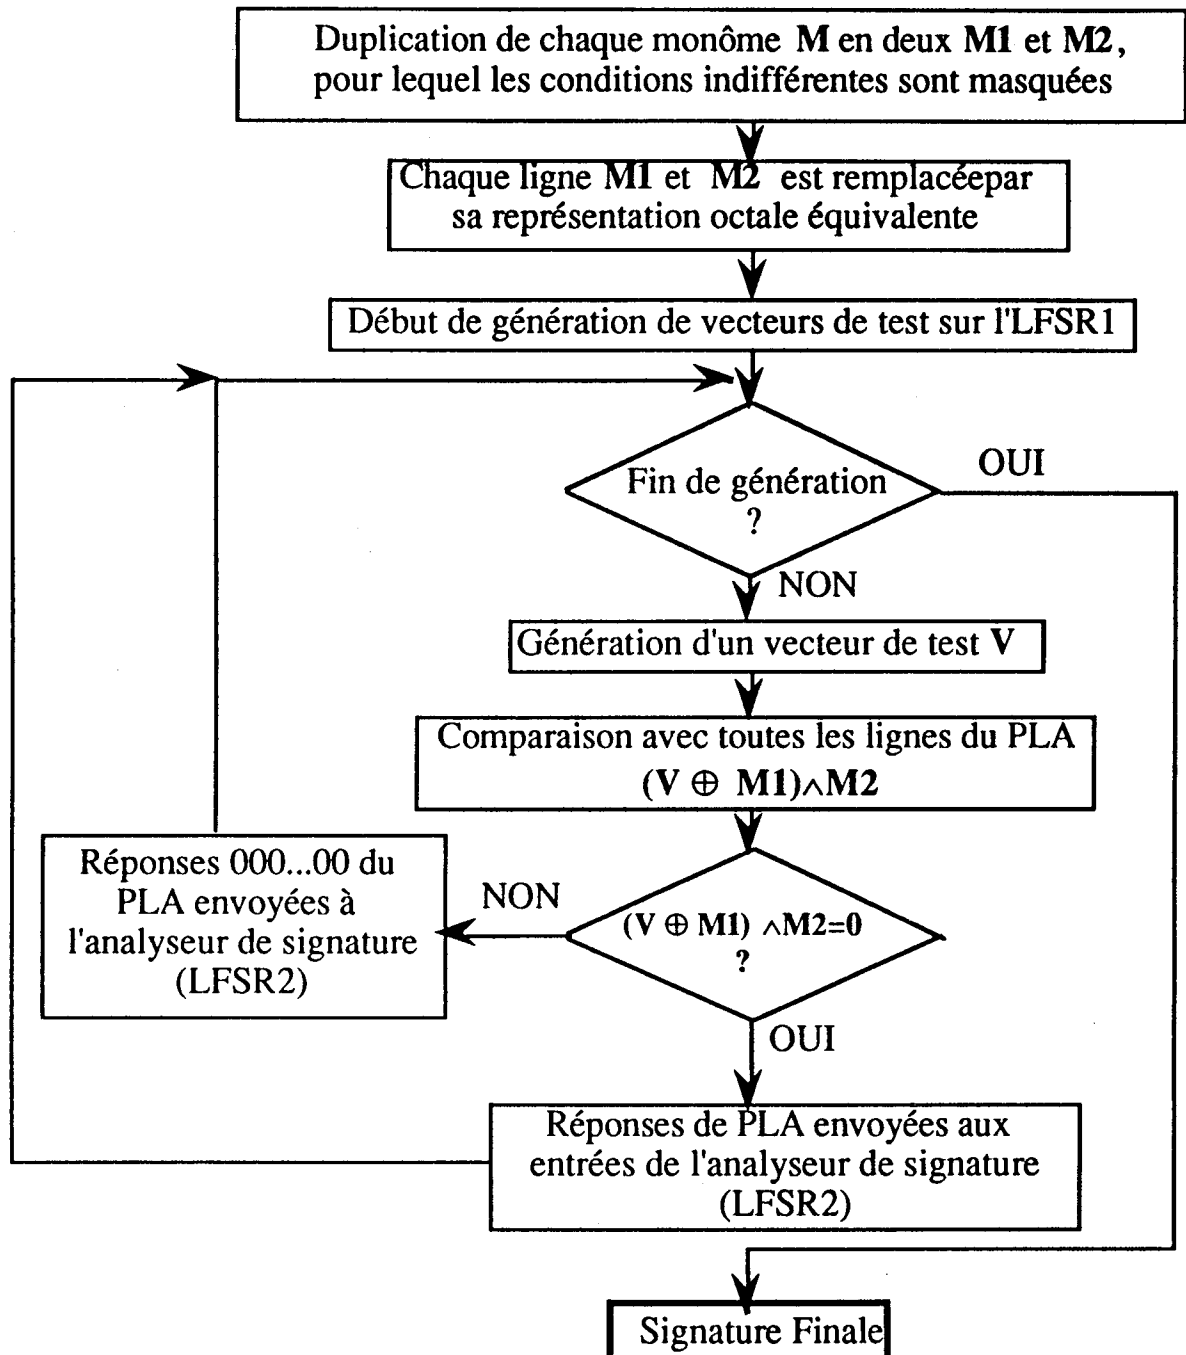 Duplication de chaque monôme M en deux M1 et M2,
pour lequel les conditions indifférentes sont masquées
Chaque ligne M1 et M2 est remplacéepar
sa représentation octale équivalente
Début de génération de vecteurs de test sur l'LFSR1
Fin de génération
?
OUI
NON
Génération d'un vecteur de test V
Comparaison avec toutes les lignes du PLA
(V ⊕ M1)∧M2
(V ⊕ M1) ∧M2=0
?
NON
Réponses 000...00 du
PLA envoyées à
l'analyseur de signature
(LFSR2)
OUI
Réponses de PLA envoyées aux
entrées de l'analyseur de signature
(LFSR2)
Signature Finale